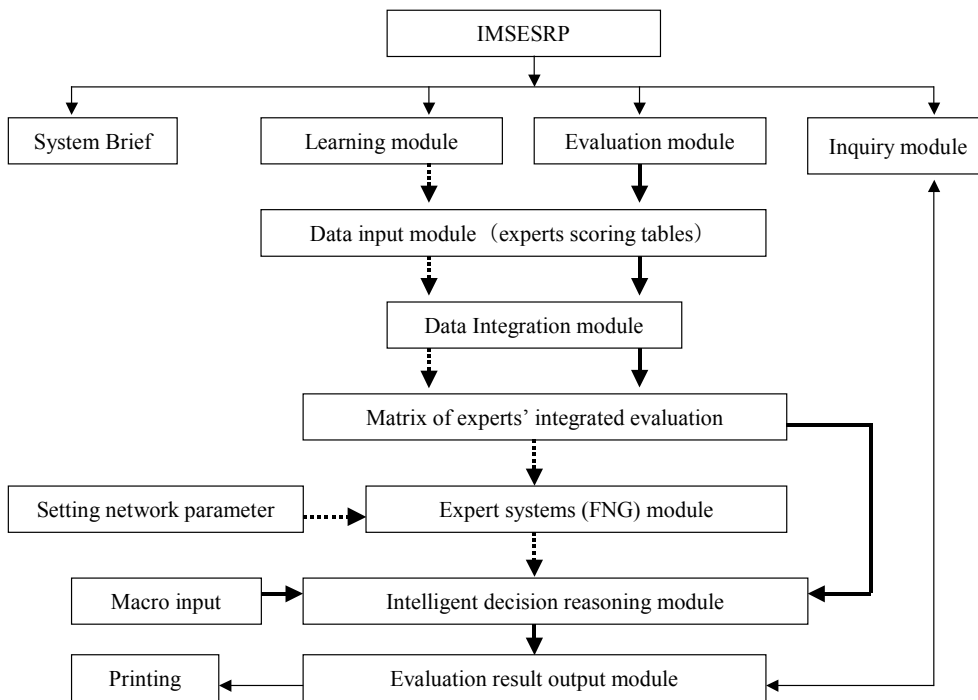 IMSESRP
System Brief
Learning module
Evaluation module
Inquiry module
Data input module（experts scoring tables）
Data Integration module
Matrix of experts’ integrated evaluation
Setting network parameter
Expert systems (FNG) module
Macro input
Intelligent decision reasoning module
Printing
Evaluation result output module